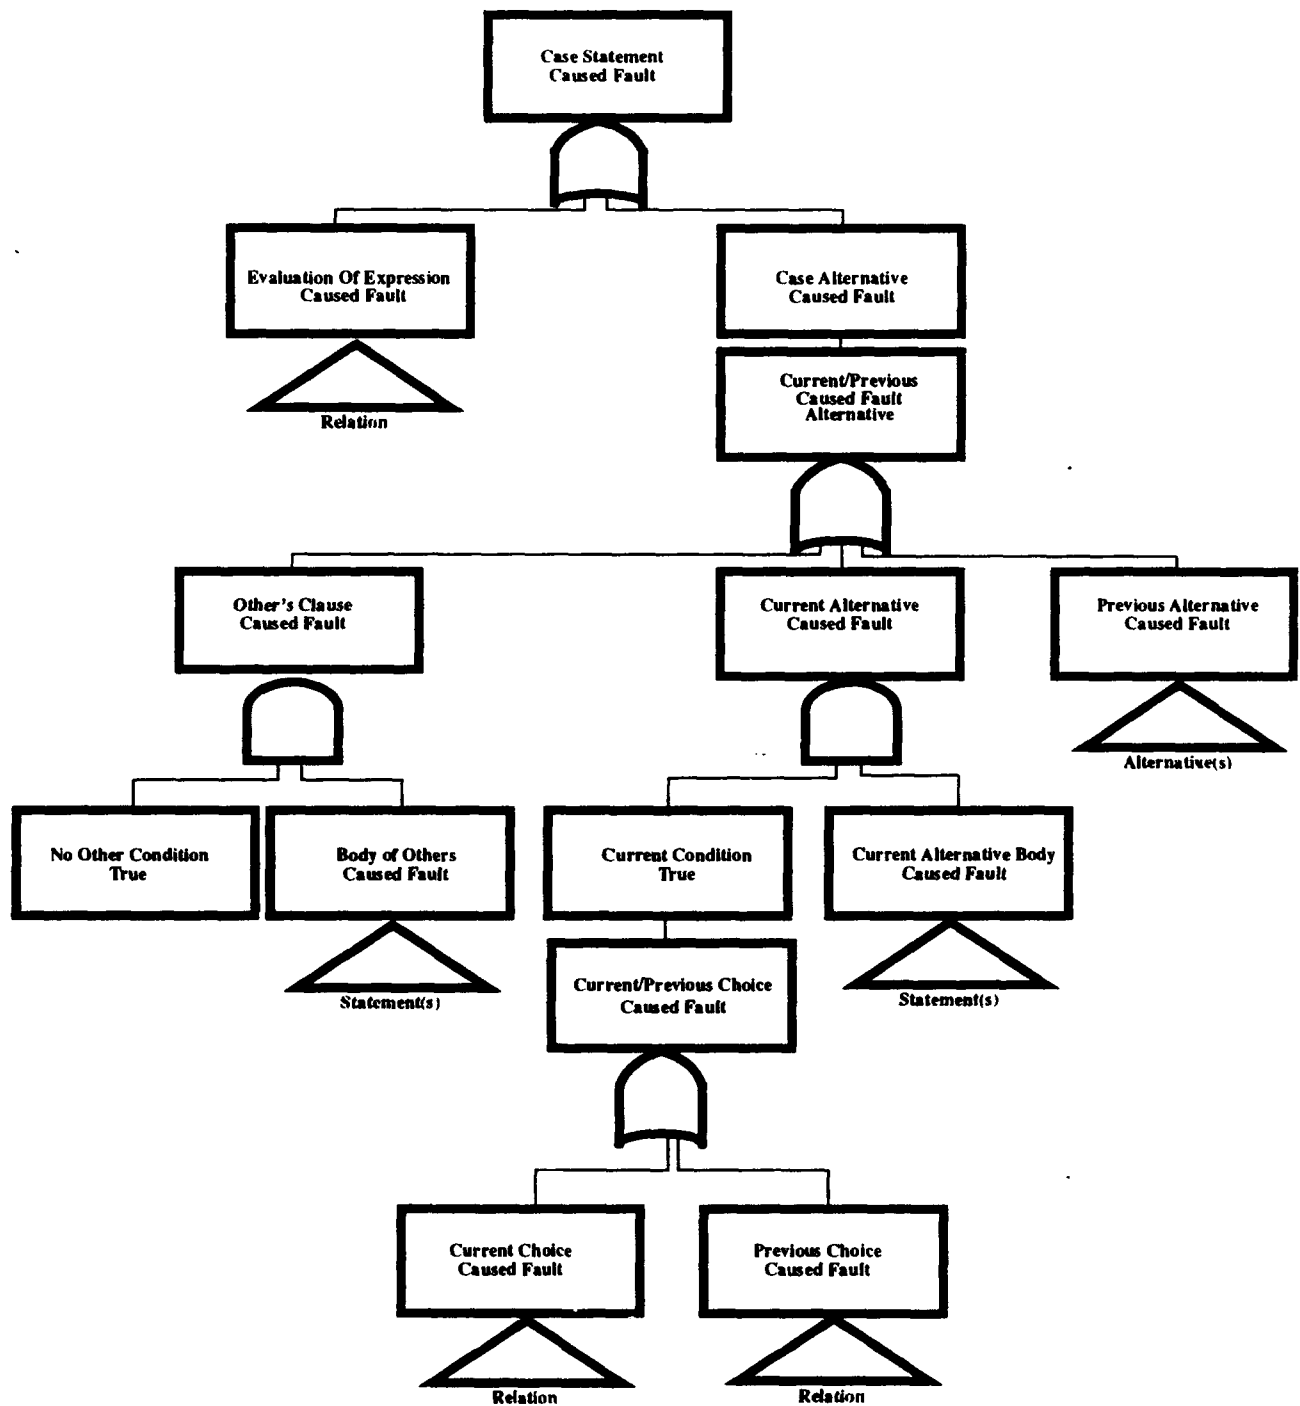 Case Statement
Caused Fault
Evaluation Of Expression
Caused Fault
Case Alternative
Caused Fault
Relation
Current/Previous
Caused Fault
Alternative
Other's Clause
Caused Fault
Current Alternative
Caused Fault
Previous Alternative
Caused Fault
Alternative(s)
No Other Condition
True
Body of Others
Caused Fault
Current Condition
True
Current Alternative Body
Caused Fault
Statement(s)
Current/Previous Choice
Caused Fault
Statement(s)
Current Choice
Caused Fault
Previous Choice
Caused Fault
Relation
Relation